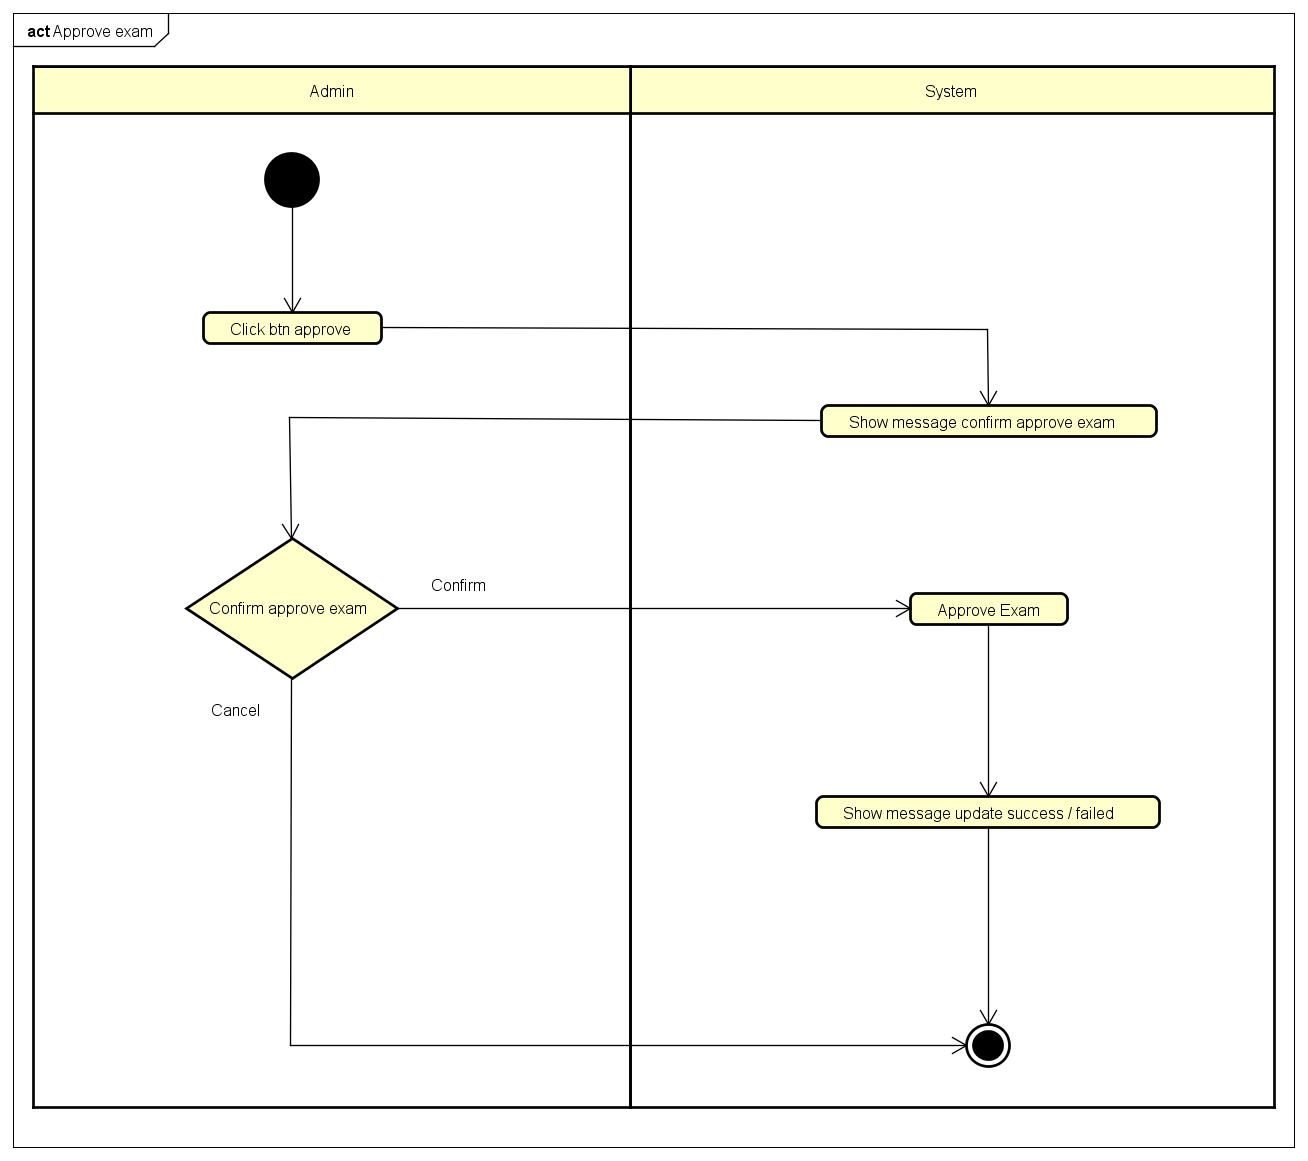 act Approve exam
Admin
System
Click btn approve
Show message confirm approve exam
Confirm
Confirm approve exam
Approve Exam
Cancel
Show message update success / failed